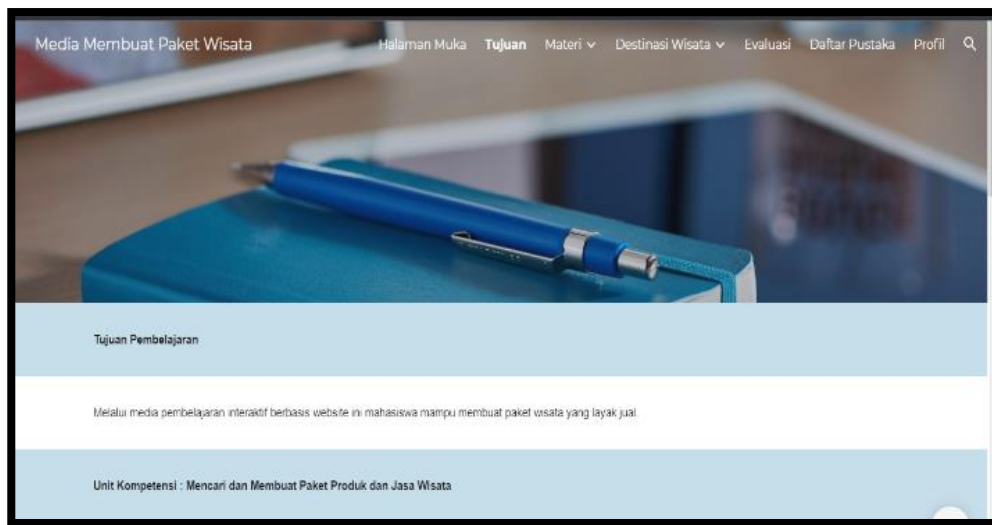 Media Membuat Paket Wisata
Halaman Muka Tujuan Materi Destinasi Wisata Evaluasi Daftar Pustaka Profil
Tujuan Pembelajaran
Melalui media pembelajaran interaktif berbasis website ini mahasiswa mampu membuat paket wisata yang layak jual.
Unit Kompetensi : Mencari dan Membuat Paket Produk dan Jasa Wisata